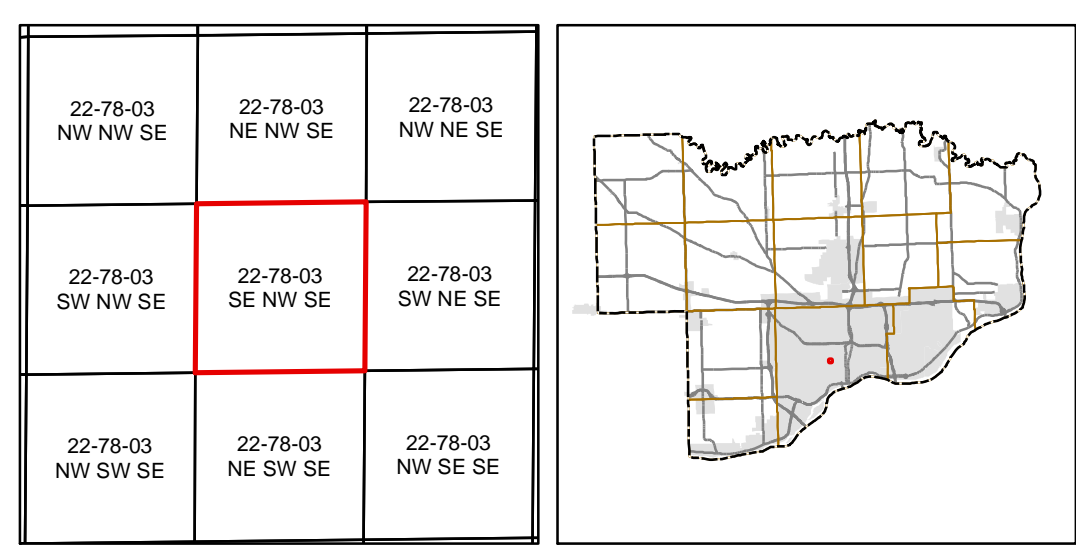 22-78-03
NW NW SE
22-78-03
NE NW SE
22-78-03
NW NE SE
22-78-03
SW NW SE
22-78-03
SE NW SE
22-78-03
SW NE SE
22-78-03
NW SW SE
22-78-03
NE SW SE
22-78-03
NW SE SE